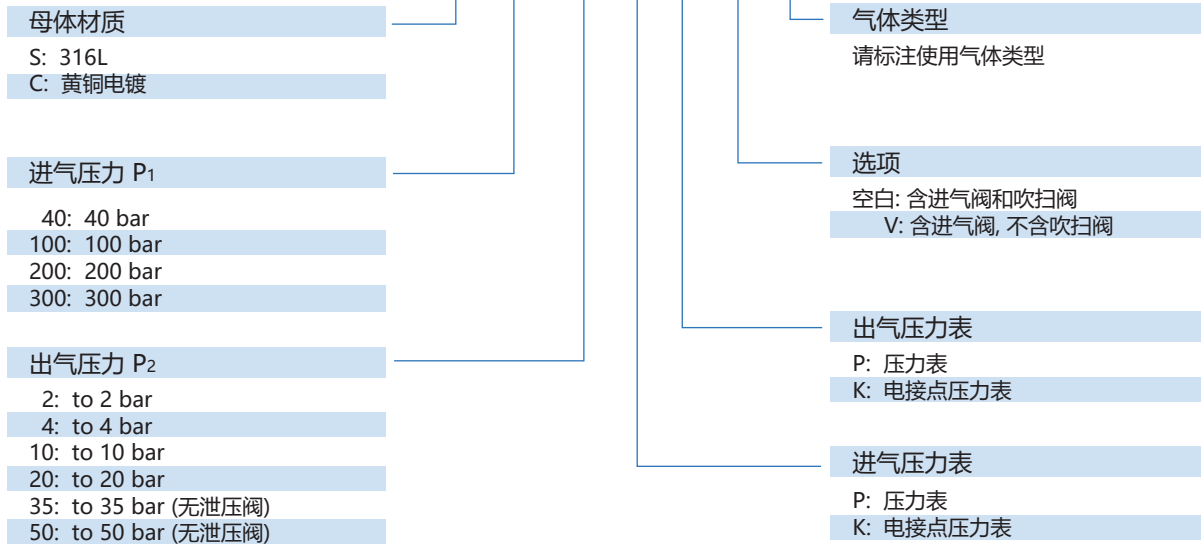 母体材质
S: 316L
C: 黄铜电镀
进气压力 P1
40: 40 bar
100: 100 bar
200: 200 bar
300: 300 bar
出气压力 P2
2: to 2 bar
4: to 4 bar
10: to 10 bar
20: to 20 bar
35: to 35 bar (无泄压阀)
50: to 50 bar (无泄压阀)
气体类型
请标注使用气体类型
选项
空白: 含进气阀和吹扫阀
V: 含进气阀, 不含吹扫阀
出气压力表
P: 压力表
K: 电接点压力表
进气压力表
P: 压力表
K: 电接点压力表